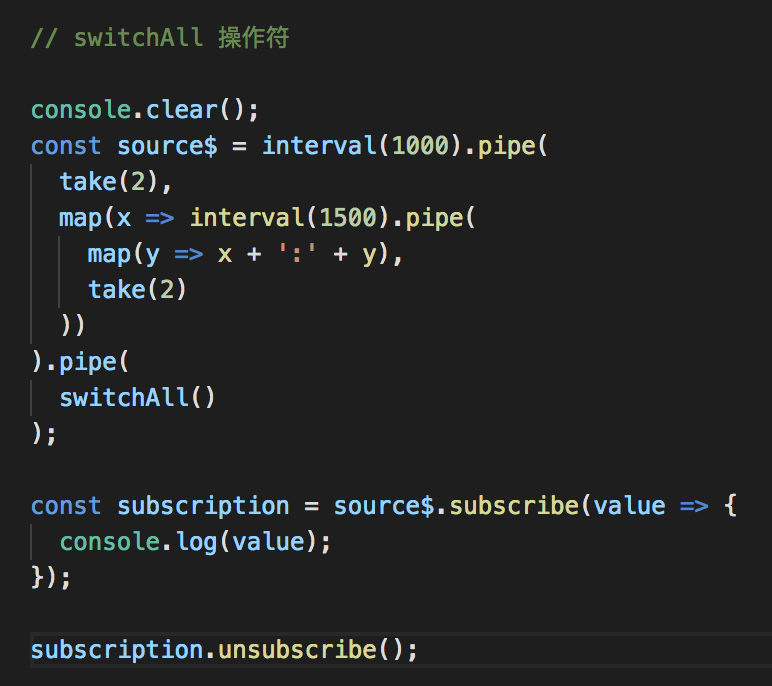 // switchAll 操作符
console.clear();
const source$ = interval(1000).pipe(
take(2),
map(x => interval(1500).pipe(
map(y => x + ':' + y),
take(2)
))
).pipe(
switchAll()
);
const subscription = source$.subscribe(value => {
console.log(value);
});
subscription.unsubscribe();